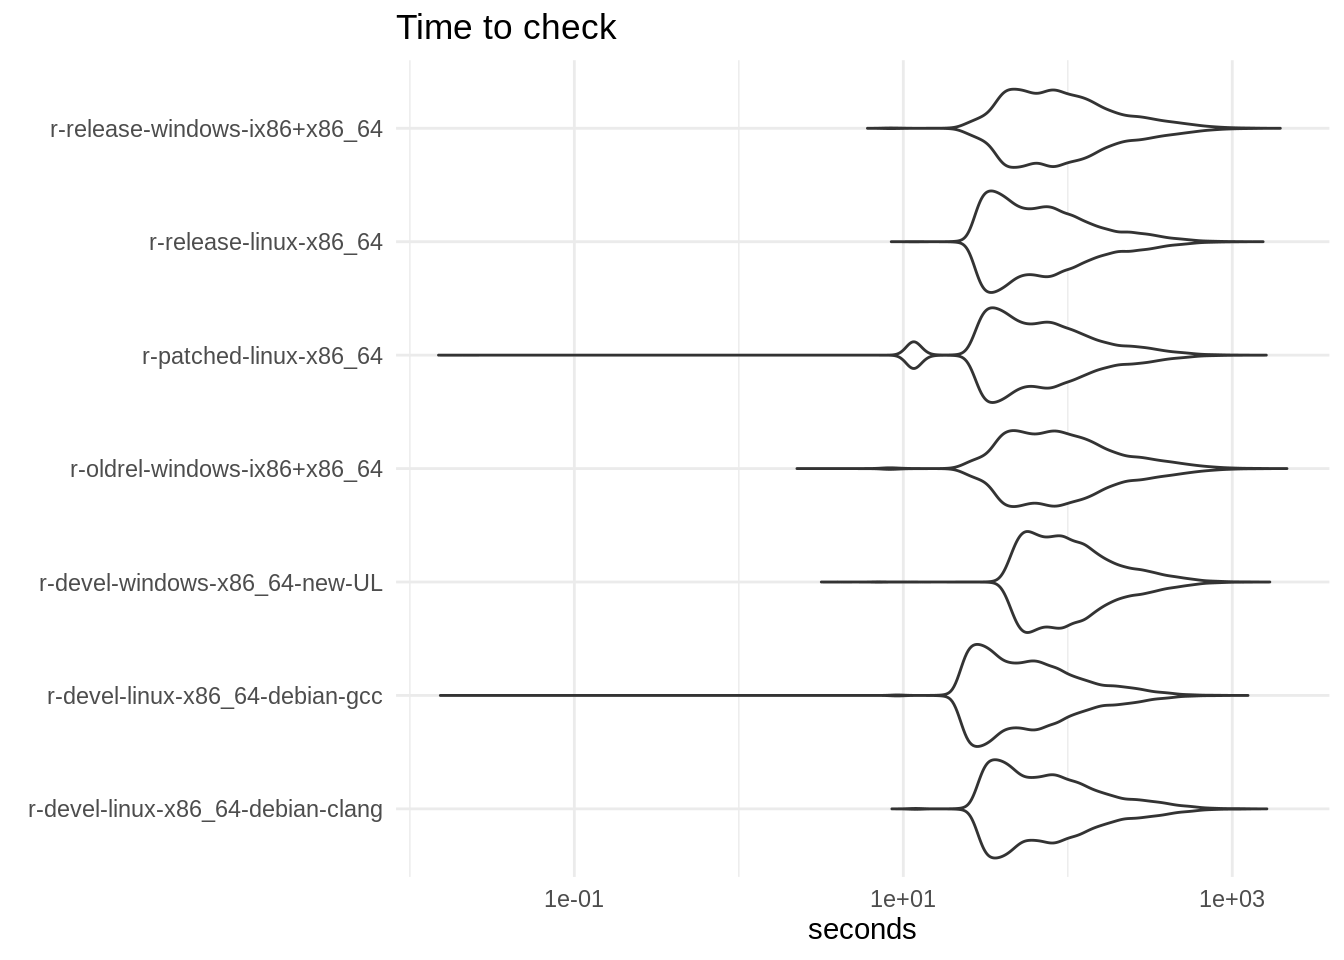 Time to check
r-release-windows-ix86+x86_64
r-release-linux-x86_64
r-patched-linux-x86_64
r-oldrel-windows-ix86+x86_64
r-devel-windows-x86_64-new-UL
r-devel-linux-x86_64-debian-gcc
r-devel-linux-x86_64-debian-clang
1e-01 1e+01 1e+03
seconds